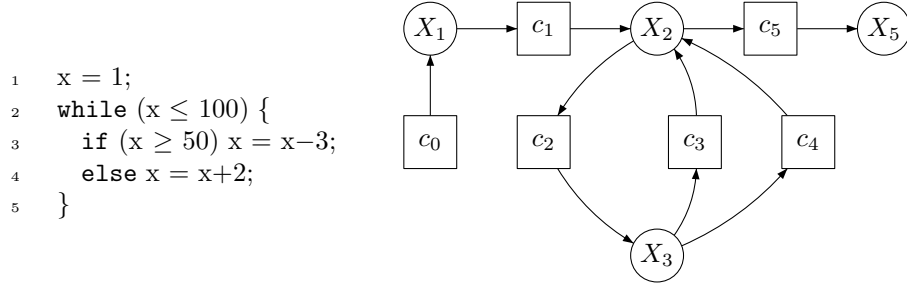 1 x = 1;
2 while (x ≤ 100) {
3 if (x ≥ 50) x = x−3;
4 else x = x+2;
5 }
X₁ c₁ X₂ c₅ X₅
c₀ c₂ c₃ c₄
X₃